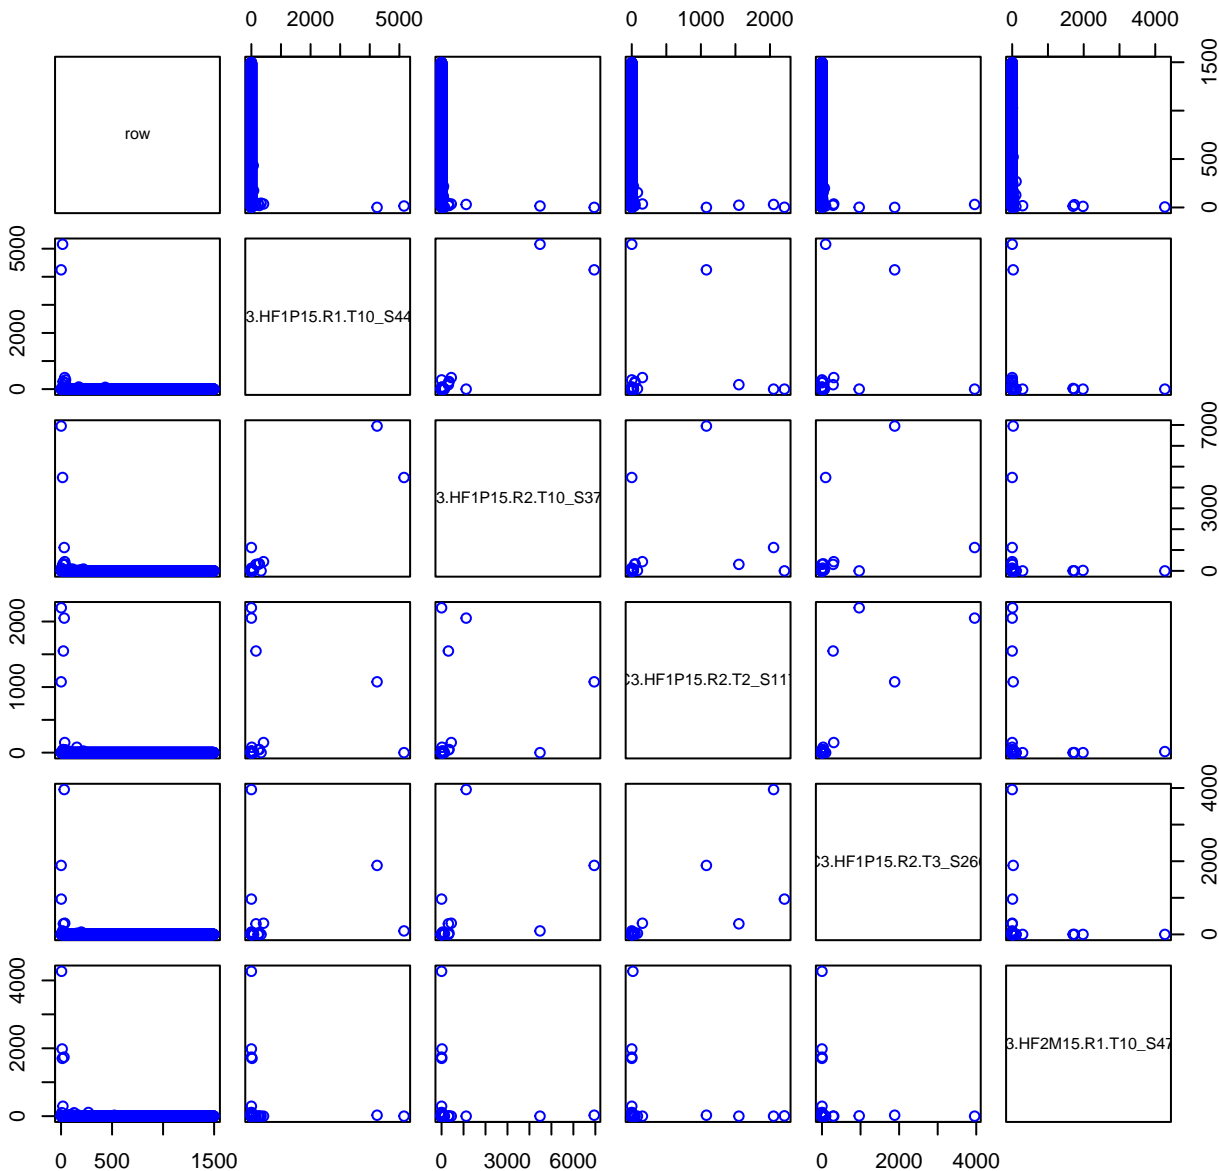 0 2000 5000 0 1000 2000 0 2000 4000
row
0 500 1500
0 2000 5000
3.HF1P15.R1.T10_S44
3.HF1P15.R2.T10_S37
0 3000 7000
0 1000 2000
3.HF1P15.R2.T2_S11
3.HF1P15.R2.T3_S26
0 2000 4000
0 2000 4000
3.HF2M15.R1.T10_S47
0 500 1500 0 3000 6000 0 2000 4000